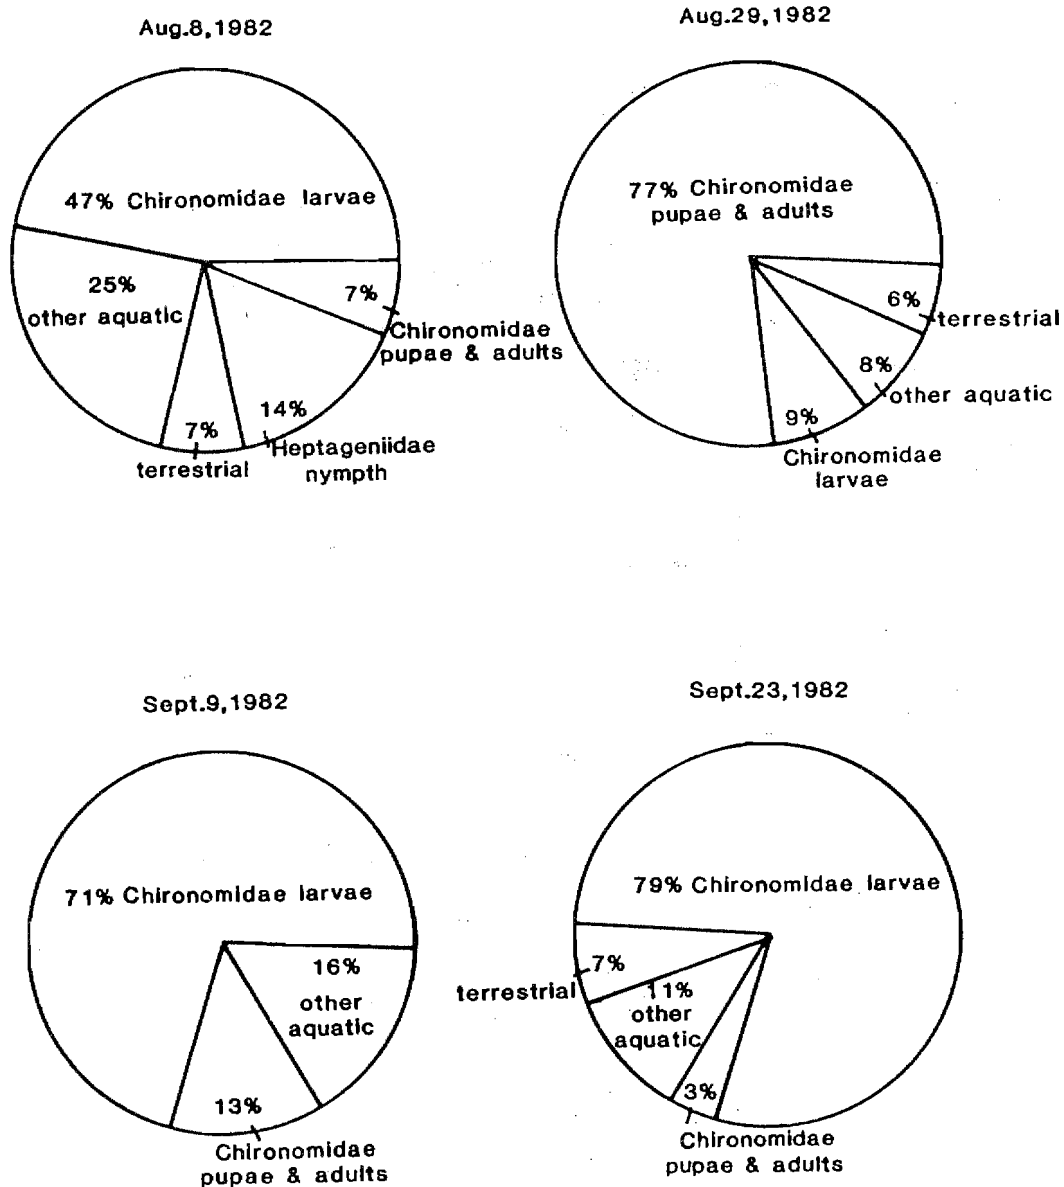 Aug.8,1982
47% Chironomidae larvae
25%
other aquatic
7%
Chironomidae
pupae & adults
14%
Heptageniidae
nympth
7%
terrestrial
Aug.29,1982
77% Chironomidae
pupae & adults
6%
terrestrial
8%
other aquatic
9%
Chironomidae
larvae
Sept.9,1982
71% Chironomidae larvae
16%
other
aquatic
13%
Chironomidae
pupae & adults
Sept.23,1982
79% Chironomidae larvae
7%
terrestrial
11%
other
aquatic
3%
Chironomidae
pupae & adults